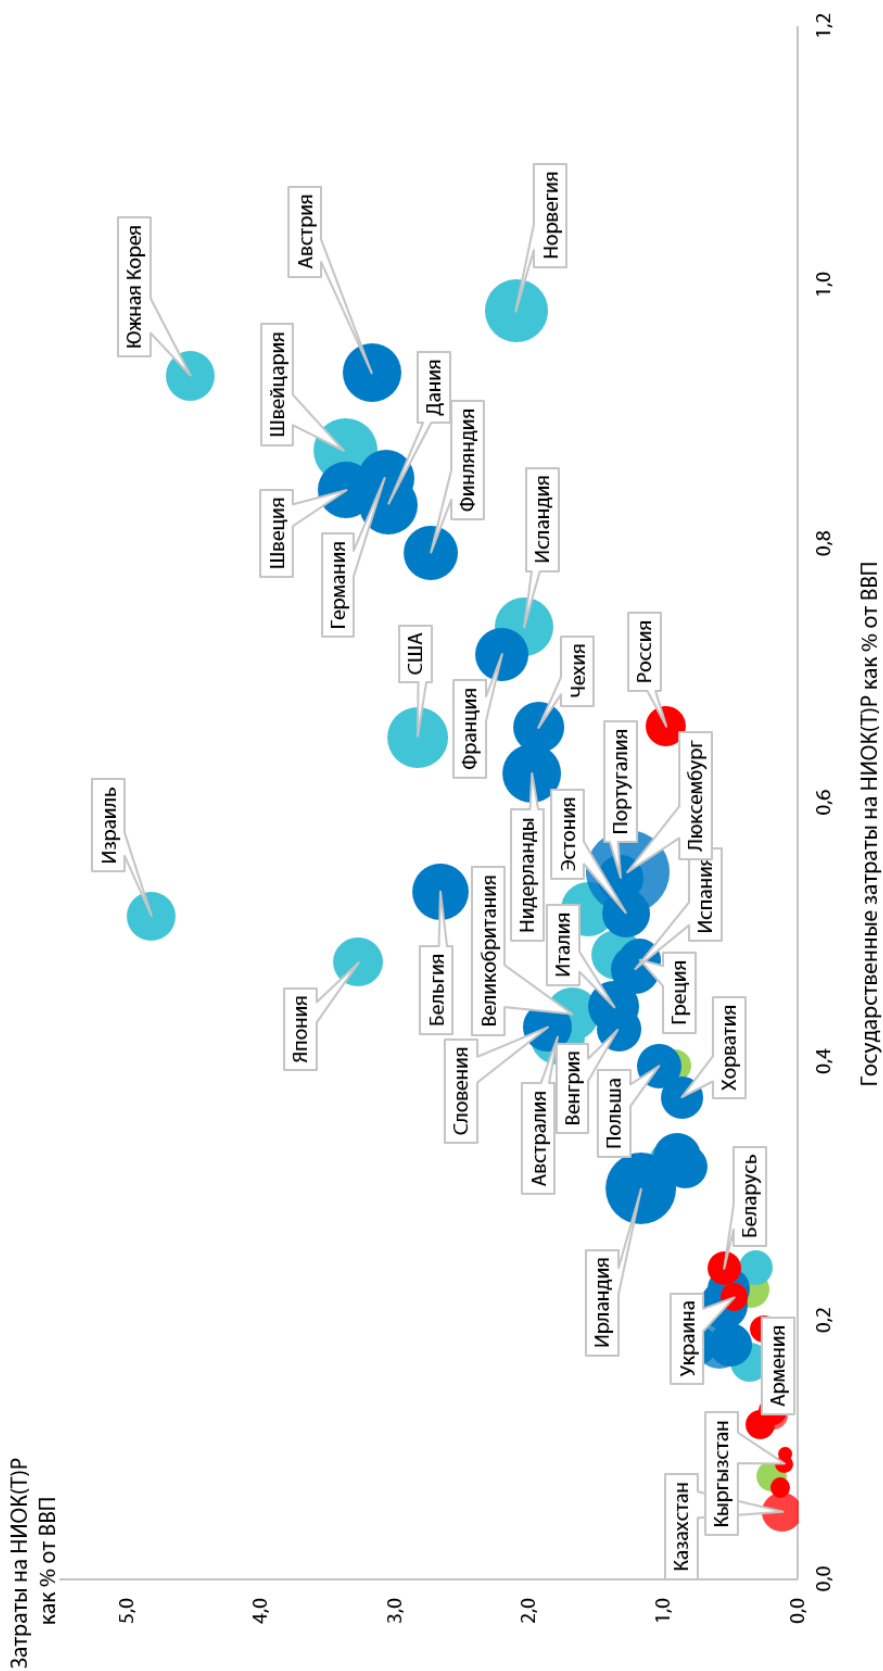 Затраты на НИОК(Т)Р
как % от ВВП
5,0
4,0
3,0
2,0
1,0
0,0
Израиль
Южная Корея
Япония
Швейцария
Швеция
Австрия
Германия
Дания
Финляндия
США
Бельгия
Норвегия
Исландия
Франция
Чехия
Нидерланды
Великобритания
Словения
Австралия
Эстония
Италия
Португалия
Венгрия
Россия
Люксембург
Испания
Греция
Польша
Хорватия
Ирландия
Беларусь
Украина
Армения
Кыргызстан
Казахстан
0,0
0,2
0,4
0,6
0,8
1,0
1,2
Государственные затраты на НИОК(Т)Р как % от ВВП